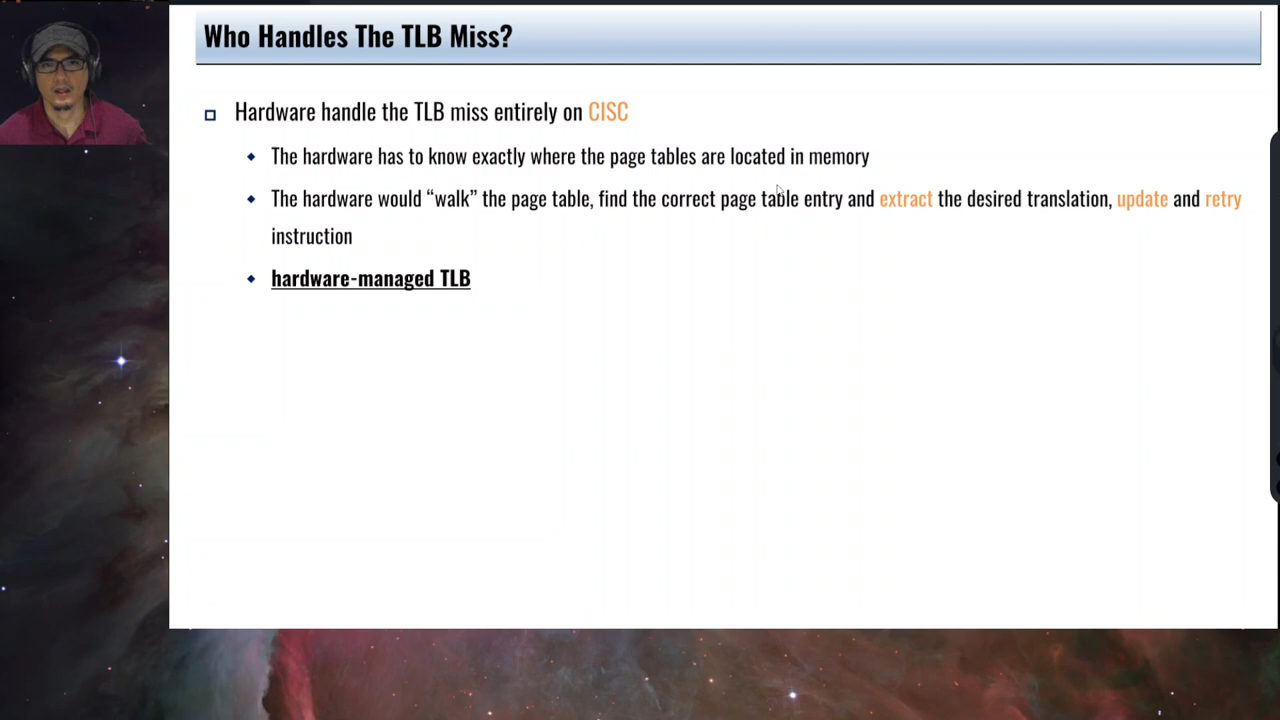 Who Handles The TLB Miss?
Hardware handle the TLB miss entirely on CISC
The hardware has to know exactly where the page tables are located in memory
The hardware would “walk” the page table, find the correct page table entry and extract the desired translation, update and retry
instruction
hardware-managed TLB